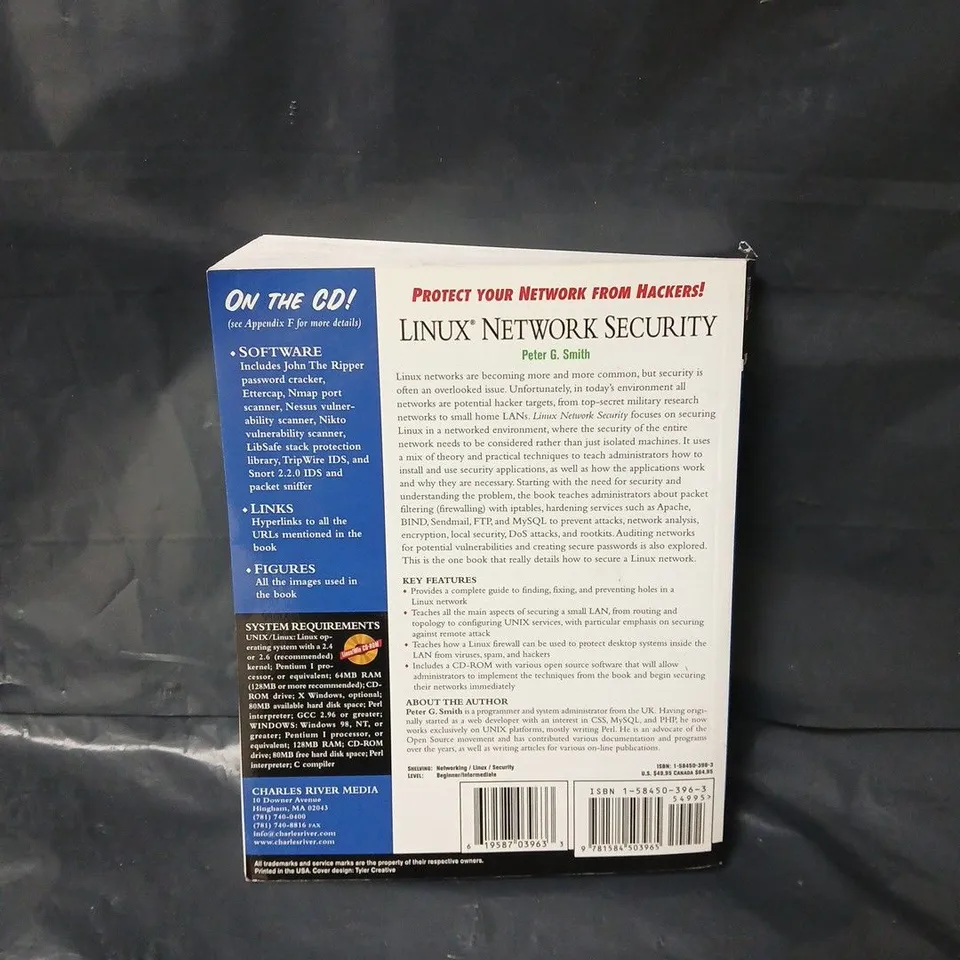 ON THE CD!
(see Appendix F for more details)
• SOFTWARE
Includes John The Ripper
password cracker,
Ettercap, Nmap port
scanner, Nessus vulner-
ability scanner, Nikto
vulnerability scanner,
LibSafe stack protection
library, TripWire IDS, and
Snort 2.2.0 IDS and
packet sniffer
• LINKS
Hyperlinks to all the
URLs mentioned in the
book
• FIGURES
All the images used in
the book
SYSTEM REQUIREMENTS
UNIX/Linux: Linux op-
erating system with a 2.4
or 2.6 (recommended)
kernel; Pentium I pro-
cessor, or equivalent; 64MB RAM
(128MB or more recommended); CD-
ROM drive; X Windows, optional;
80MB available hard disk space; Perl
interpreter; GCC 2.96 or greater;
WINDOWS: Windows 98, NT, or
greater; Pentium I processor, or
equivalent; 128MB RAM; CD-ROM
drive; 80MB free hard disk space; Perl
interpreter; C compiler
Linux/Win CD-ROM
CHARLES RIVER MEDIA
10 Downer Avenue
Hingham, MA 02043
(781) 740-0400
(781) 740-8816 FAX
info@charlesriver.com
www.charlesriver.com
PROTECT YOUR NETWORK FROM HACKERS!
LINUX® NETWORK SECURITY
Peter G. Smith
Linux networks are becoming more and more common, but security is
often an overlooked issue. Unfortunately, in today's environment all
networks are potential hacker targets, from top-secret military research
networks to small home LANs. Linux Network Security focuses on securing
Linux in a networked environment, where the security of the entire
network needs to be considered rather than just isolated machines. It uses
a mix of theory and practical techniques to teach administrators how to
install and use security applications, as well as how the applications work
and why they are necessary. Starting with the need for security and
understanding the problem, the book teaches administrators about packet
filtering (firewalling) with iptables, hardening services such as Apache,
BIND, Sendmail, FTP, and MySQL to prevent attacks, network analysis,
encryption, local security, DoS attacks, and rootkits. Auditing networks
for potential vulnerabilities and creating secure passwords is also explored.
This is the one book that really details how to secure a Linux network.
KEY FEATURES
• Provides a complete guide to finding, fixing, and preventing holes in a
Linux network
• Teaches all the main aspects of securing a small LAN, from routing and
topology to configuring UNIX services, with particular emphasis on securing
against remote attack
• Teaches how a Linux firewall can be used to protect desktop systems inside the
LAN from viruses, spam, and hackers
• Includes a CD-ROM with various open source software that will allow
administrators to implement the techniques from the book and begin securing
their networks immediately
ABOUT THE AUTHOR
Peter G. Smith is a programmer and system administrator from the UK. Having origi-
nally started as a web developer with an interest in CSS, MySQL, and PHP, he now
works exclusively on UNIX platforms, mostly writing Perl. He is an advocate of the
Open Source movement and has contributed various documentation and programs
over the years, as well as writing articles for various on-line publications.
SHELVING: Networking / Linux / Security
LEVEL: Beginner/Intermediate
ISBN: 1-58450-396-3
U.S. $49.95 CANADA $64.95
6 19587 03963 3
ISBN 1-58450-396-3
54995>
9 781584 503965
All trademarks and service marks are the property of their respective owners.
Printed in the USA. Cover design: Tyler Creative